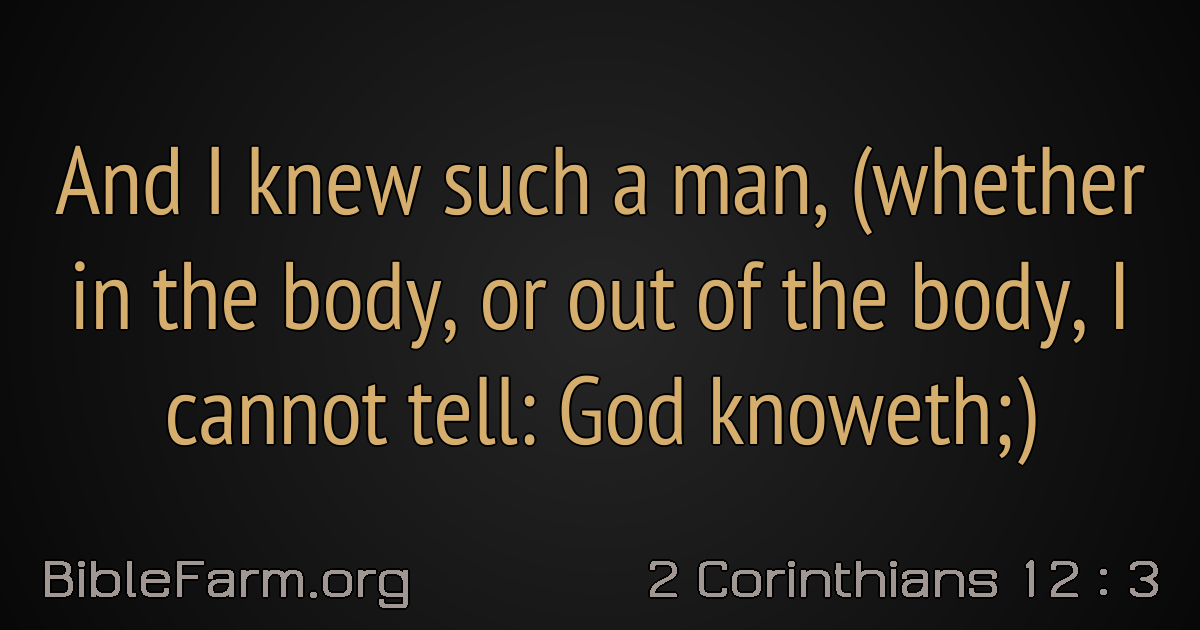 And I knew such a man, (whether
in the body, or out of the body, I
cannot tell: God knoweth;)
BibleFarm.org
2 Corinthians 12 : 3